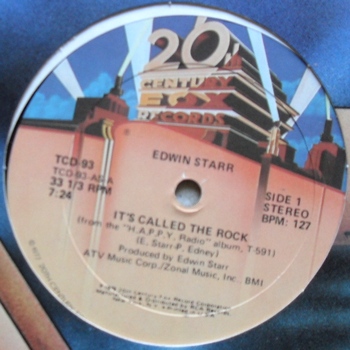 20
CENTURY
FOX
RECORDS
EDWIN STARR
TCD-93
TCD-93-AS-A
33 1/3 RPM
7:24
SIDE 1
STEREO
BPM: 127
IT'S CALLED THE ROCK
(from the "H.A.P.P.Y. Radio" album, T-591)
(E. Starr-P. Edney)
Produced by Edwin Starr
ATV Music Corp./Zonal Music, Inc. BMI